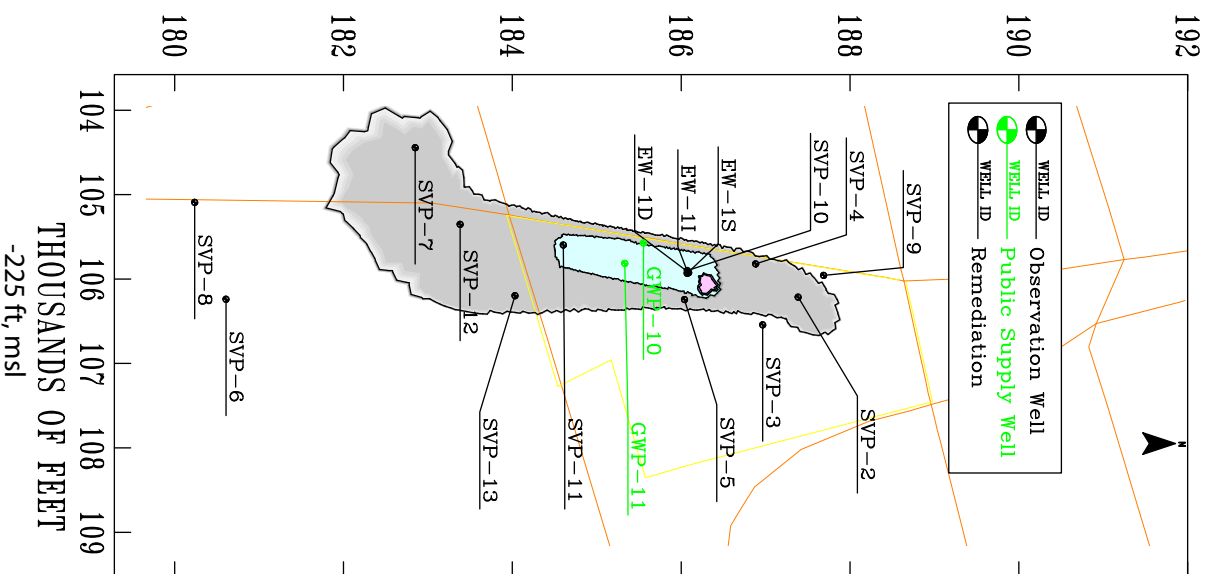 180
182
184
186
188
190
192
104
105
106
107
108
109
THOUSANDS OF FEET
-225 ft, msl
WELL ID
Observation Well
WELL ID
Public Supply Well
WELL ID
Remediation
N
SVP-9
SVP-4
SVP-10
EW-1S
EW-1I
EW-1D
SVP-7
SVP-12
SVP-8
SVP-6
GWP-10
SVP-3
SVP-2
SVP-5
GWP-11
SVP-11
SVP-13